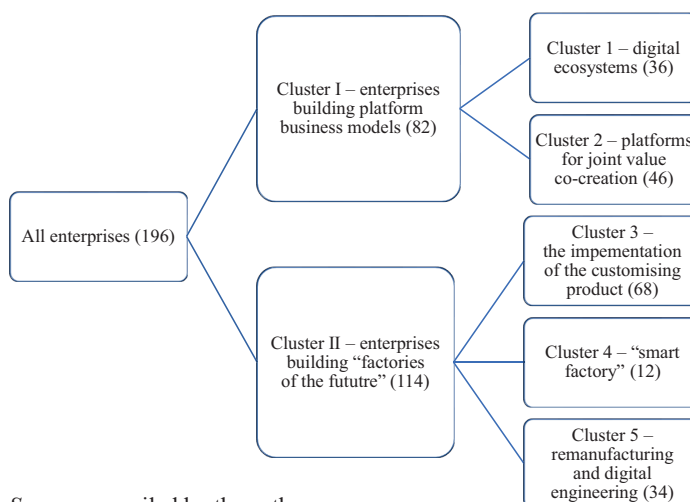 All enterprises (196)
Cluster I – enterprises
building platform
business models (82)
Cluster II – enterprises
building “factories
of the fututre” (114)
Cluster 1 – digital
ecosystems (36)
Cluster 2 – platforms
for joint value
co-creation (46)
Cluster 3 –
the impementation
of the customising
product (68)
Cluster 4 – “smart
factory” (12)
Cluster 5 –
remanufacturing
and digital
engineering (34)